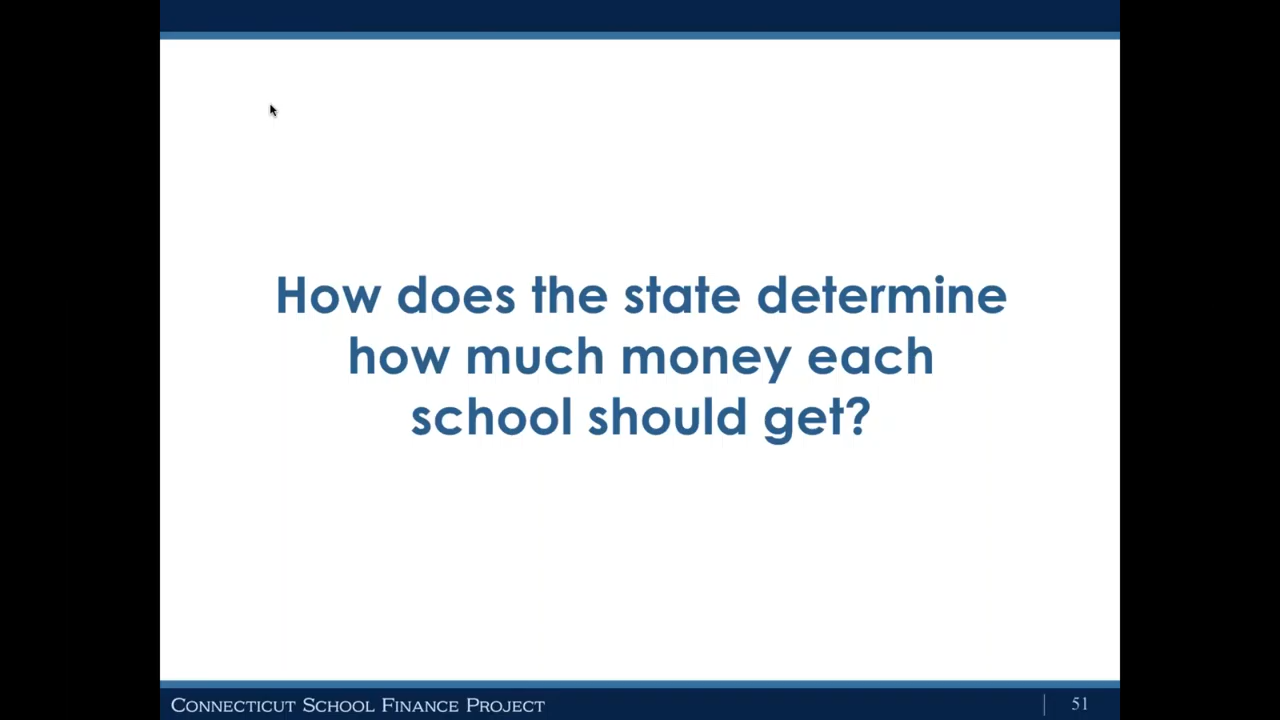 How does the state determine
how much money each
school should get?
Connecticut School Finance Project
51